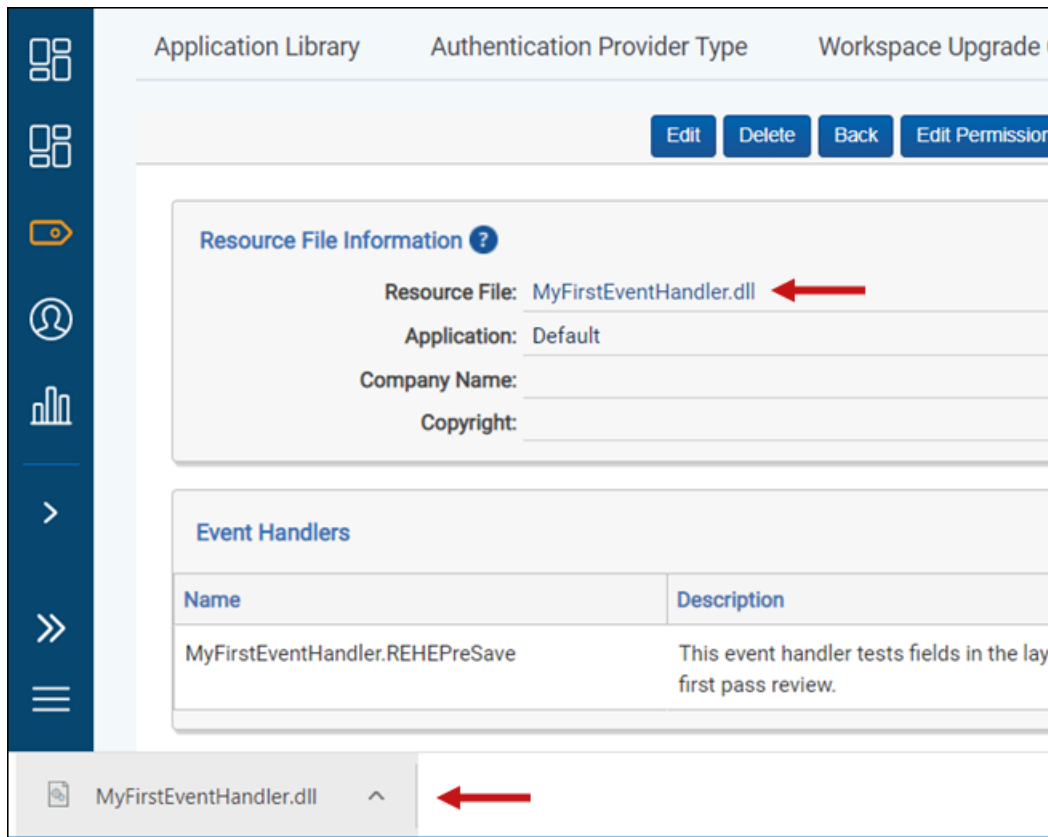 Application Library Authentication Provider Type Workspace Upgrade
Edit Delete Back Edit Permission
Resource File Information ?
Resource File: MyFirstEventHandler.dll
Application: Default
Company Name:
Copyright:
Event Handlers
Name Description
MyFirstEventHandler.REHEPreSave This event handler tests fields in the lay
first pass review.
MyFirstEventHandler.dll